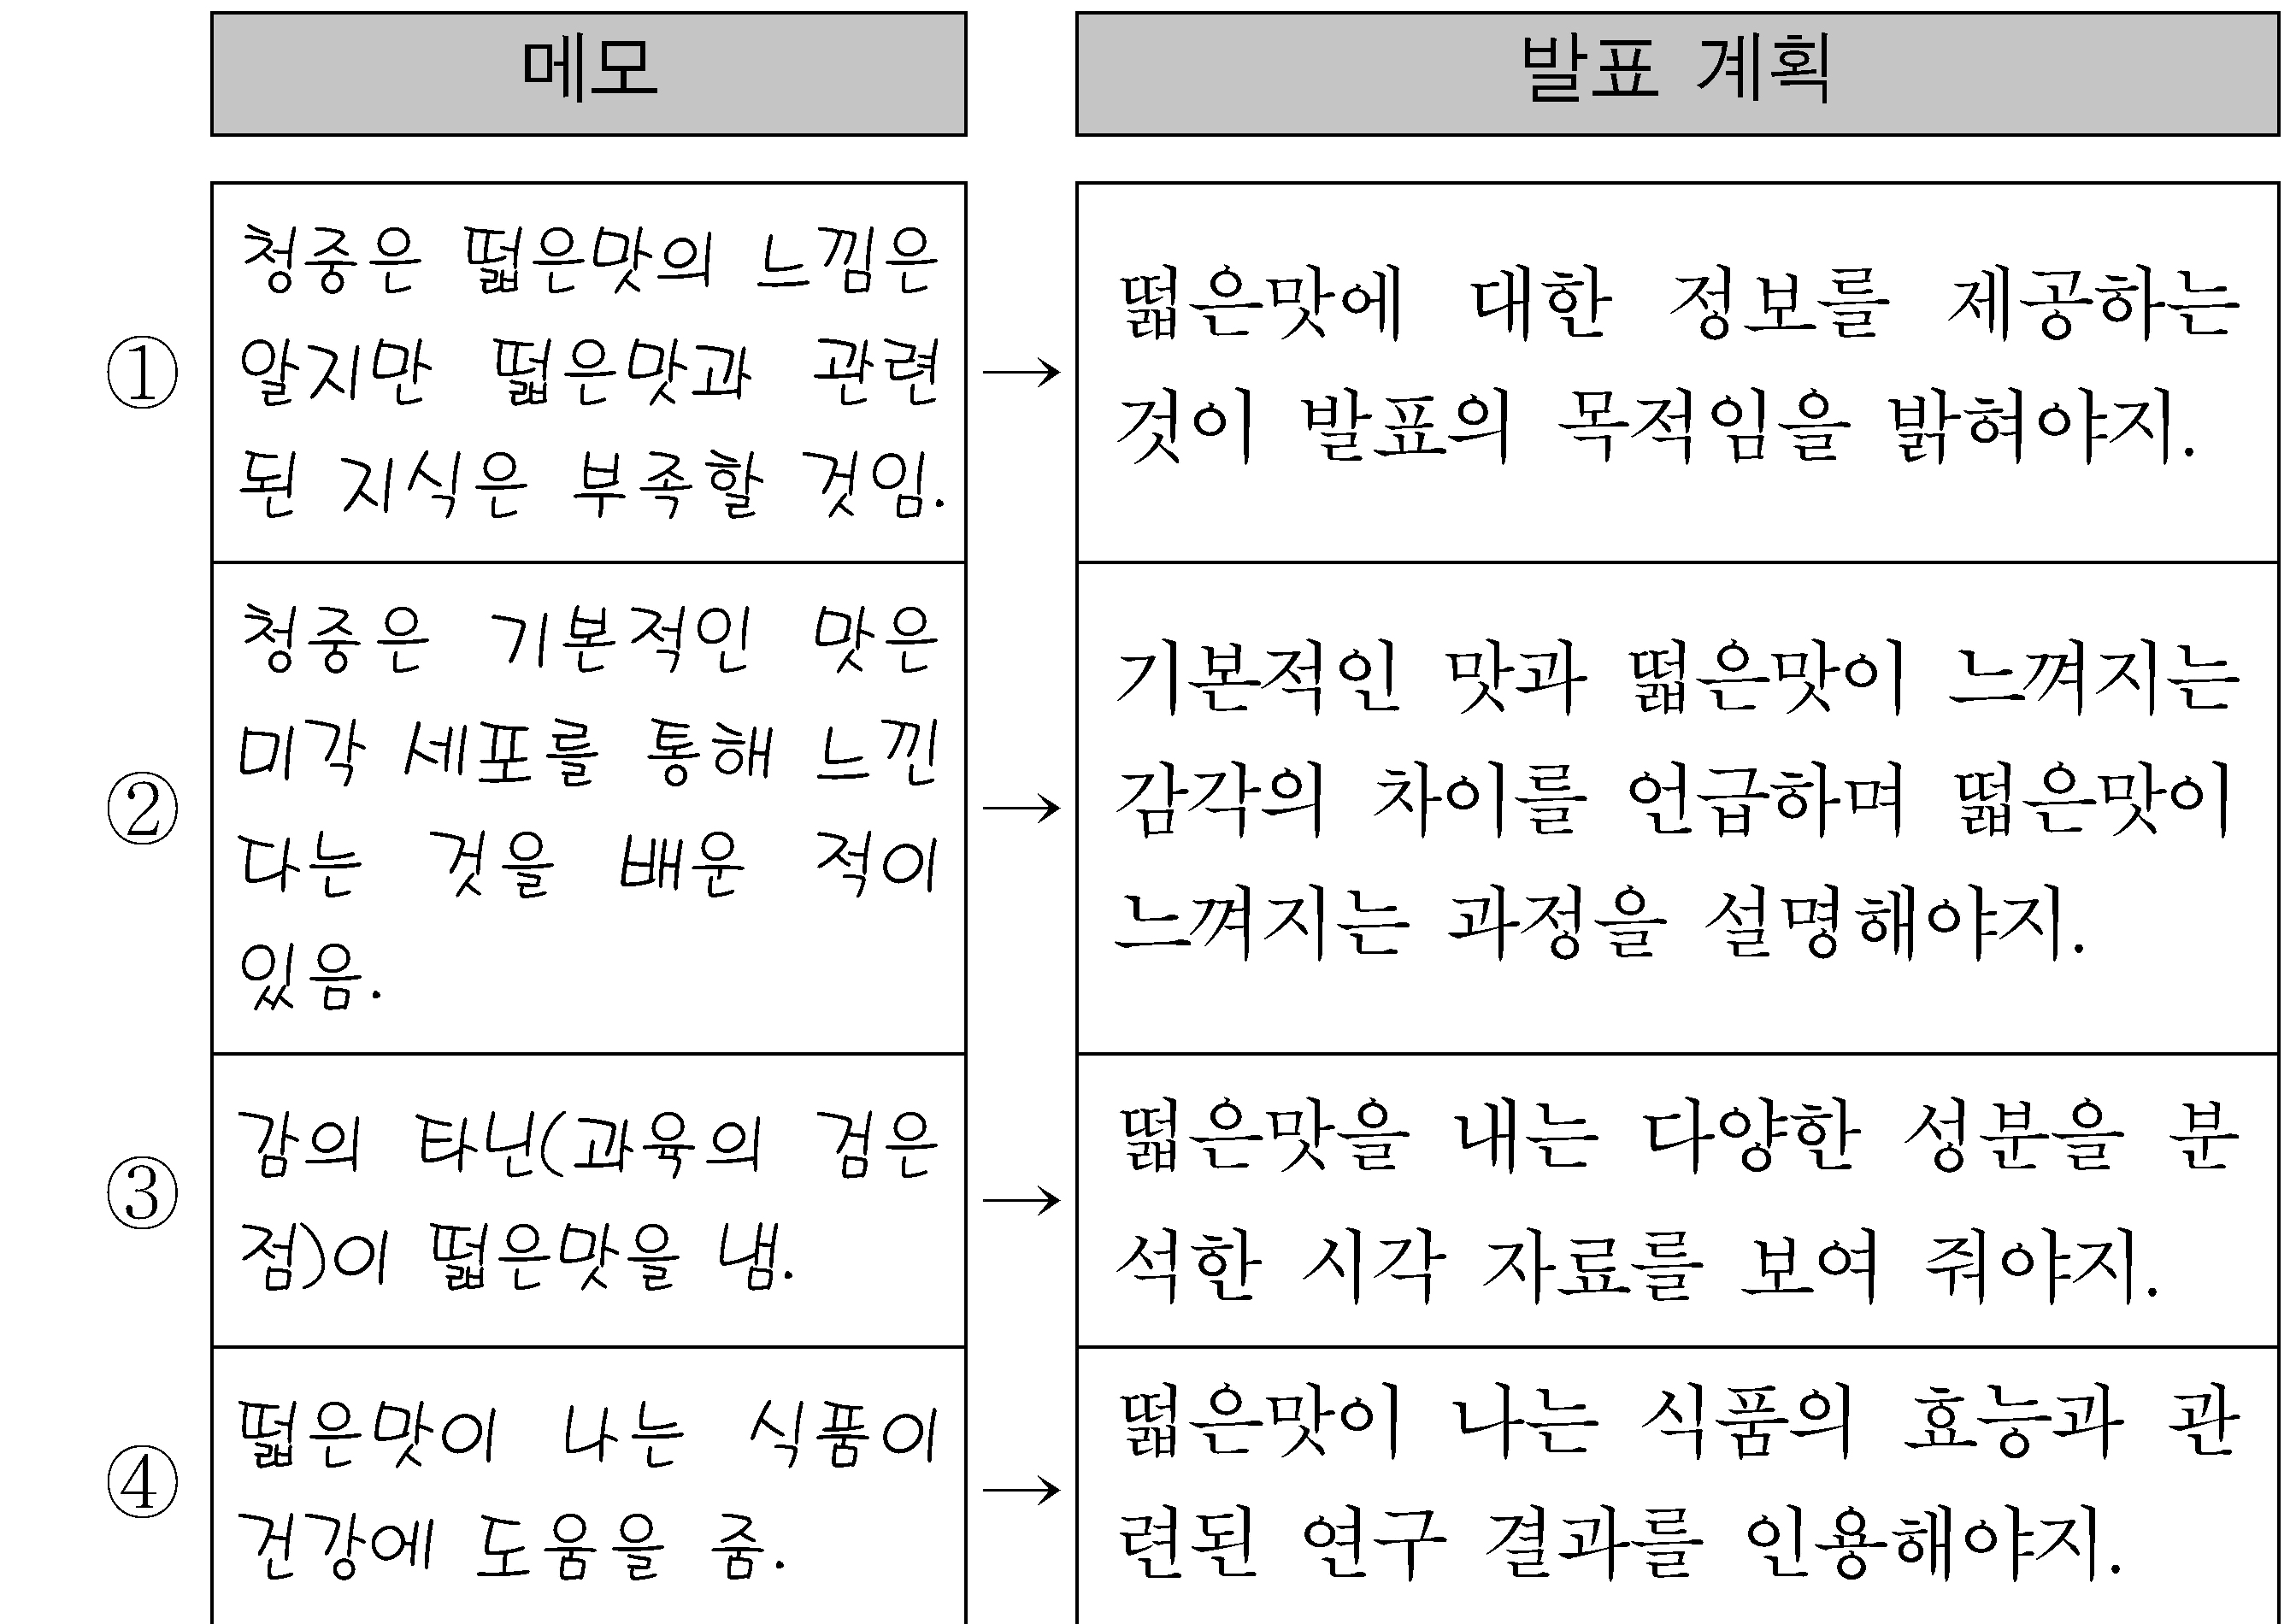 메모
발표 계획
①
청중은 떫은맛의 느낌은
알지만 떫은맛과 관련
된 지식은 부족할 것임.
→
떫은맛에 대한 정보를 제공하는
것이 발표의 목적임을 밝혀야지.
②
청중은 기본적인 맛은
미각 세포를 통해 느낀
다는 것을 배운 적이
있음.
→
기본적인 맛과 떫은맛이 느껴지는
감각의 차이를 언급하며 떫은맛이
느껴지는 과정을 설명해야지.
③
감의 타닌(과육의 검은
점)이 떫은맛을 냄.
→
떫은맛을 내는 다양한 성분을 분
석한 시각 자료를 보여 줘야지.
④
떫은맛이 나는 식품이
건강에 도움을 줌.
→
떫은맛이 나는 식품의 효능과 관
련된 연구 결과를 인용해야지.